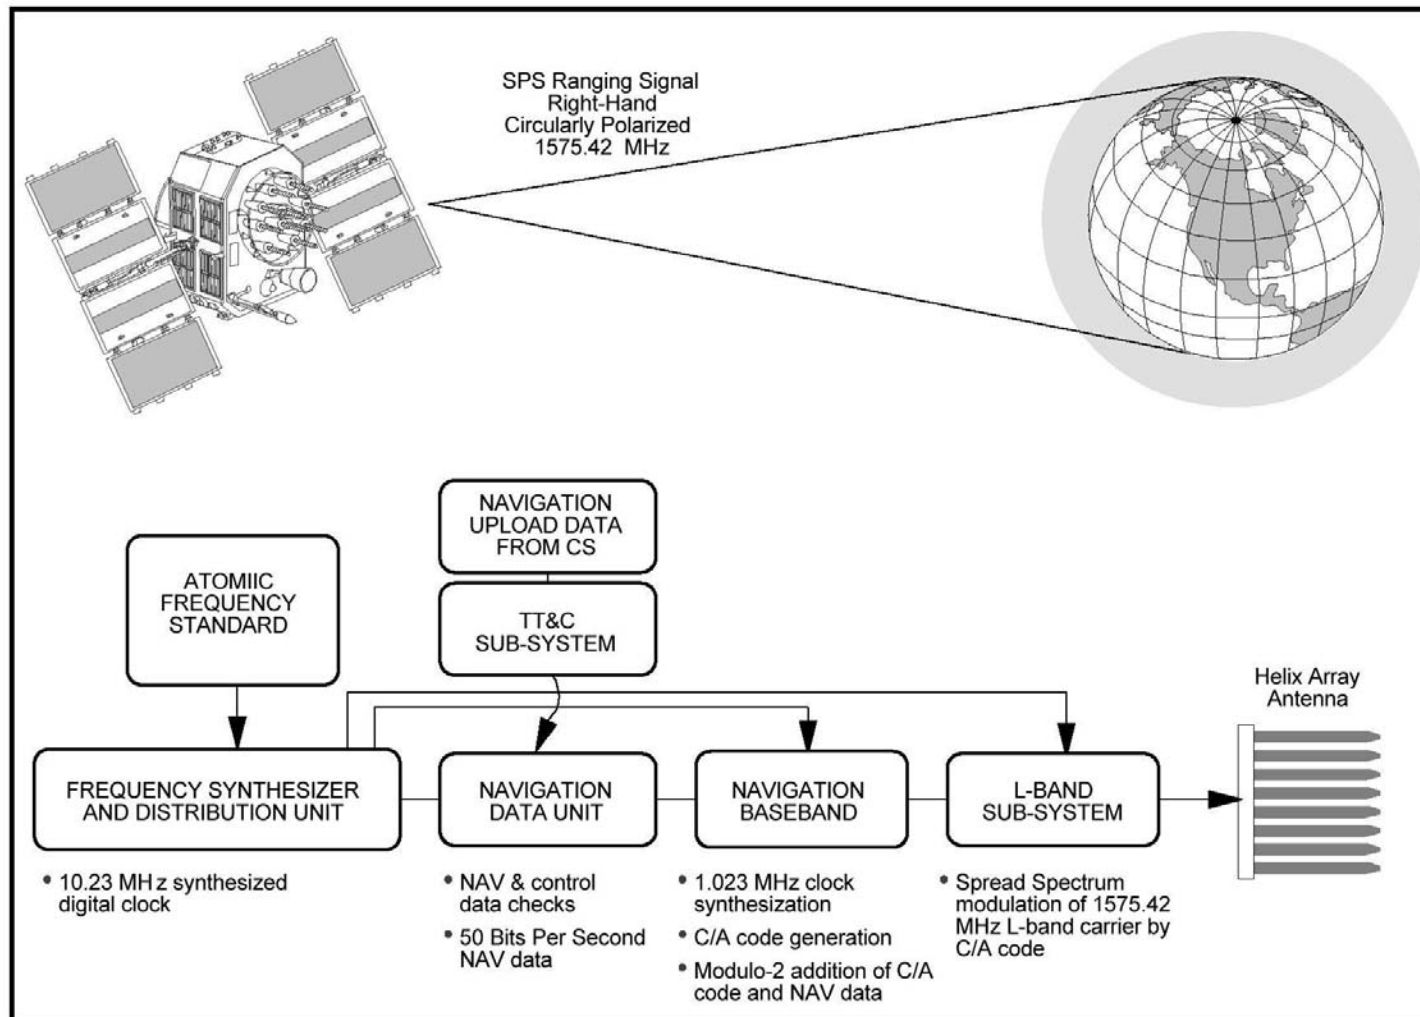 SPS Ranging Signal
Right-Hand
Circularly Polarized
1575.42 MHz
NAVIGATION
UPLOAD DATA
FROM CS
ATOMIIC
FREQUENCY
STANDARD
TT&C
SUB-SYSTEM
Helix Array
Antenna
FREQUENCY SYNTHESIZER
AND DISTRIBUTION UNIT
NAVIGATION
DATA UNIT
NAVIGATION
BASEBAND
L-BAND
SUB-SYSTEM
• 10.23 MHz synthesized
digital clock
• NAV & control
data checks
• 50 Bits Per Second
NAV data
• 1.023 MHz clock
synthesization
• C/A code generation
• Modulo-2 addition of C/A
code and NAV data
• Spread Spectrum
modulation of 1575.42
MHz L-band carrier by
C/A code